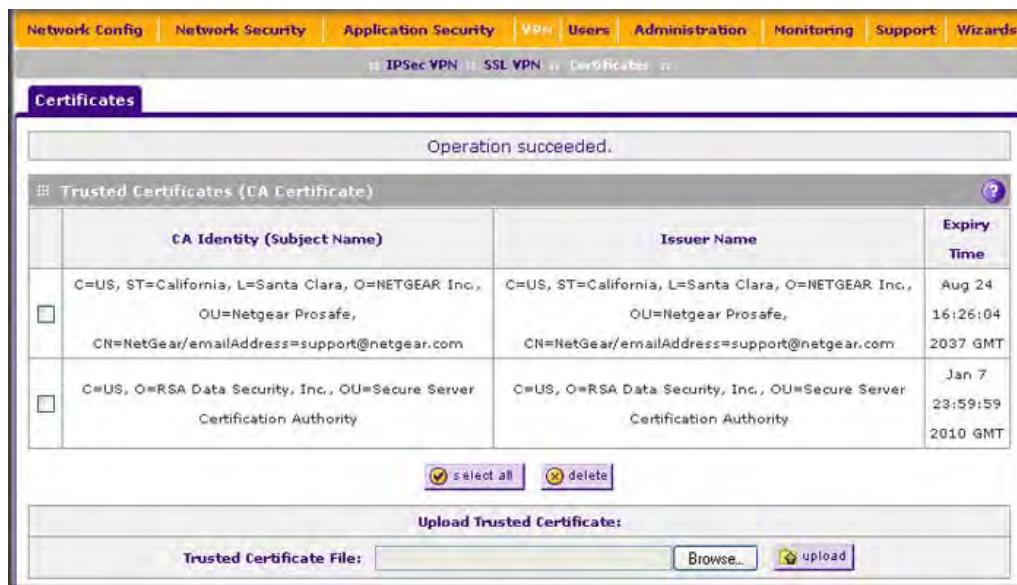 Network Config Network Security Application Security VPN Users Administration Monitoring Support Wizards
:: IPSec VPN :: SSL VPN :: Certificates ::
Certificates
Operation succeeded.
Trusted Certificates (CA Certificate) ?
CA Identity (Subject Name) Issuer Name Expiry Time
C=US, ST=California, L=Santa Clara, O=NETGEAR Inc.,
OU=Netgear Prosafe,
CN=NetGear/emailAddress=support@netgear.com
C=US, ST=California, L=Santa Clara, O=NETGEAR Inc.,
OU=Netgear Prosafe,
CN=NetGear/emailAddress=support@netgear.com
Aug 24
16:26:04
2037 GMT
C=US, O=RSA Data Security, Inc., OU=Secure Server
Certification Authority
C=US, O=RSA Data Security, Inc., OU=Secure Server
Certification Authority
Jan 7
23:59:59
2010 GMT
select all delete
Upload Trusted Certificate:
Trusted Certificate File: Browse... upload